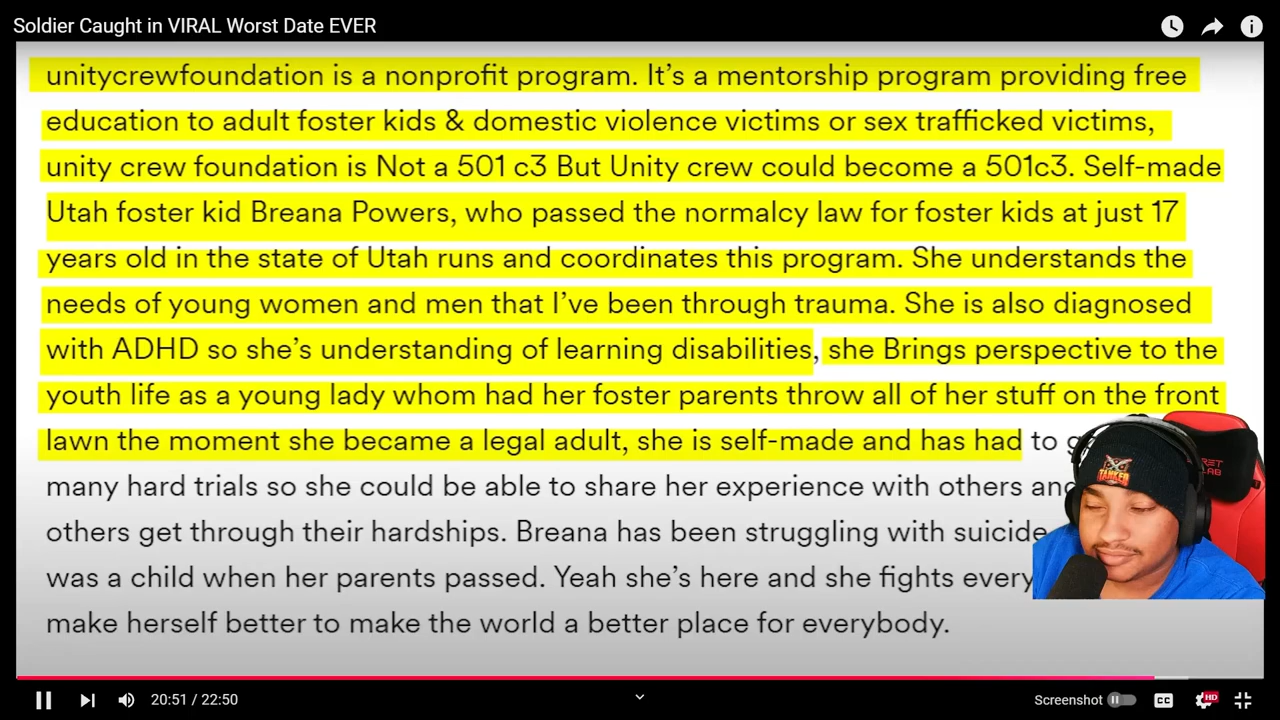 Soldier Caught in VIRAL Worst Date EVER
unitycrewfoundation is a nonprofit program. It's a mentorship program providing free
education to adult foster kids & domestic violence victims or sex trafficked victims,
unity crew foundation is Not a 501 c3 But Unity crew could become a 501c3. Self-made
Utah foster kid Breana Powers, who passed the normalcy law for foster kids at just 17
years old in the state of Utah runs and coordinates this program. She understands the
needs of young women and men that I've been through trauma. She is also diagnosed
with ADHD so she's understanding of learning disabilities, she Brings perspective to the
youth life as a young lady whom had her foster parents throw all of her stuff on the front
lawn the moment she became a legal adult, she is self-made and has had to
many hard trials so she could be able to share her experience with others
others get through their hardships. Breana has been struggling with suicide
was a child when her parents passed. Yeah she's here and she fights
make herself better to make the world a better place for everybody.
TANKED
LAB
20:51 / 22:50
Screenshot
CC
HD